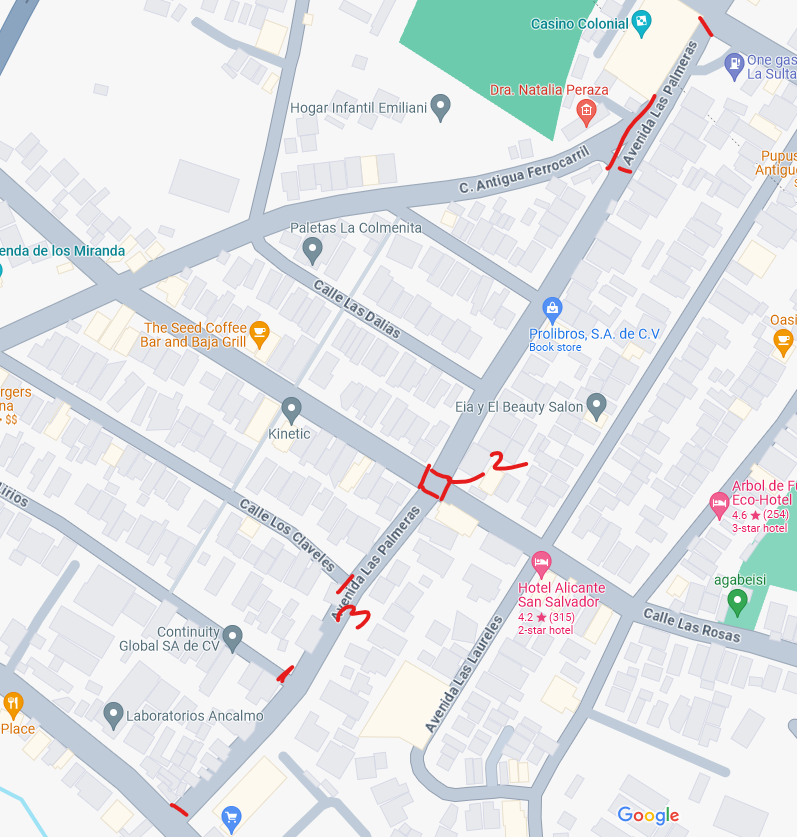 Casino Colonial
One gas
La Sulta
Avenida Las Palmeras
Dra. Natalia Peraza
Hogar Infantil Emiliani
Pupus
Antigu
C. Antigua Ferrocarril
Paletas La Colmenita
enda de los Miranda
Calle Las Dalias
The Seed Coffee
Bar and Baja Grill
Prolibros, S.A. de C.V
Book store
Oasi
rgers
na
$$
Eia y El Beauty Salon
Kinetic
2
Arbol de F
Eco-Hotel
4.6 ★ (254)
3-star hotel
irios
Calle Los Claveles
Avenida Las Palmeras
3
Hotel Alicante
San Salvador
4.2 ★ (315)
2-star hotel
agabeisi
Calle Las Rosas
Continuity
Global SA de CV
Avenida Las Laureles
Laboratorios Ancalmo
Place
Google